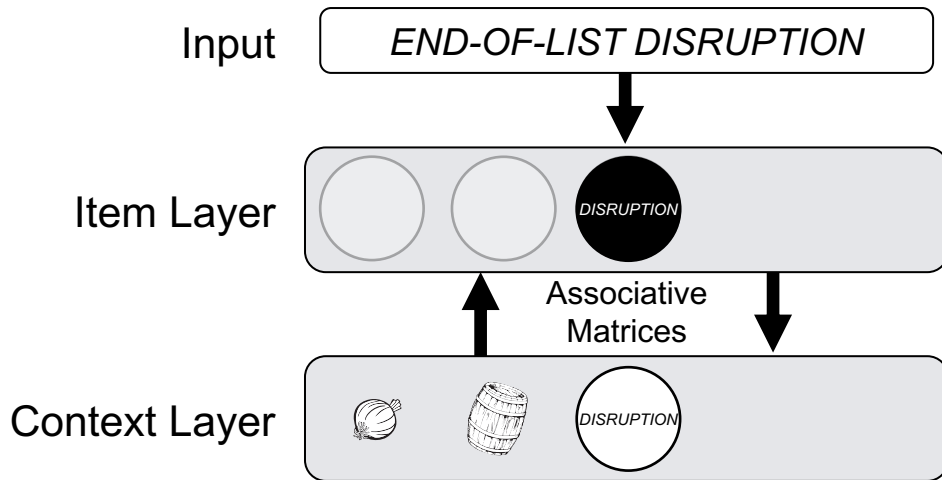 Input
END-OF-LIST DISRUPTION
Item Layer
DISRUPTION
Associative
Matrices
Context Layer
DISRUPTION